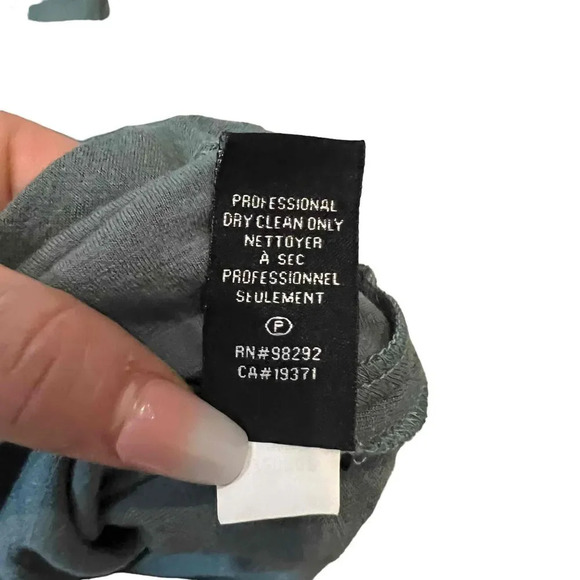 PROFESSIONAL
DRY CLEAN ONLY
NETTOYER
À SEC
PROFESSIONNEL
SEULEMENT
P
RN#98292
CA#19371